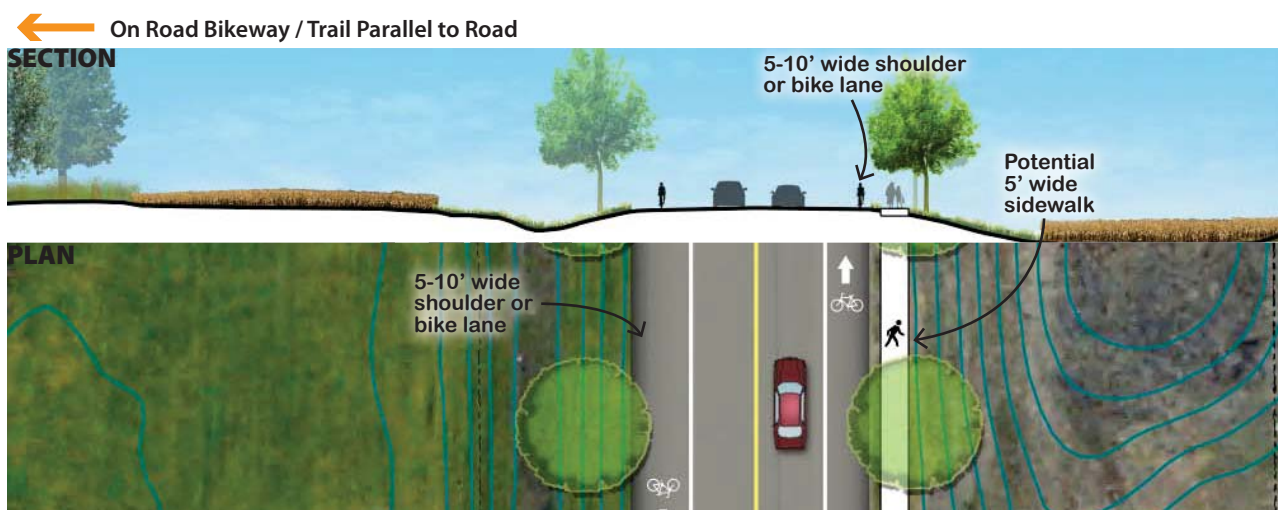 On Road Bikeway / Trail Parallel to Road
SECTION
5-10’ wide shoulder
or bike lane
Potential
5’ wide
sidewalk
PLAN
5-10’ wide
shoulder or
bike lane